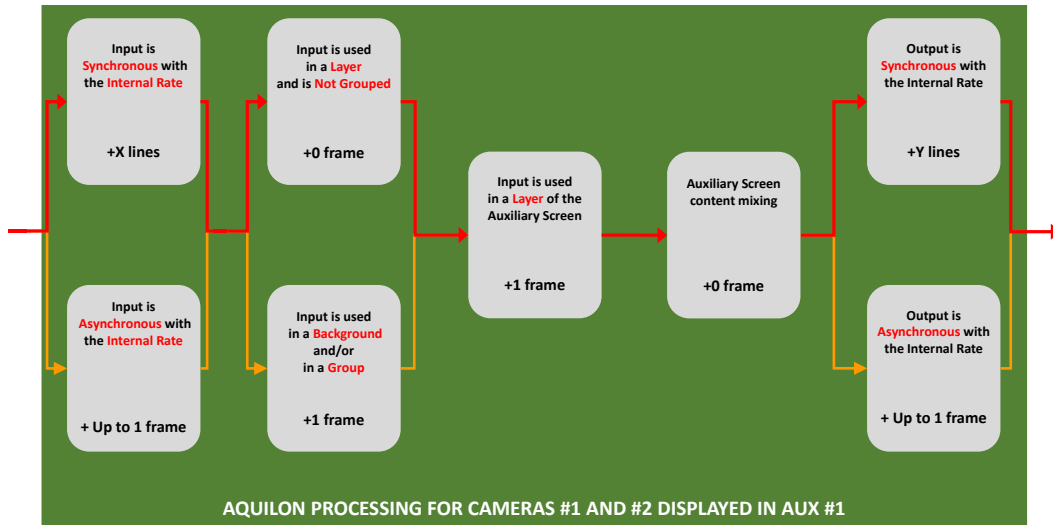 Input is
Synchronous with
the Internal Rate
+X lines
Input is
Asynchronous with
the Internal Rate
+ Up to 1 frame
Input is used
in a Layer
and is Not Grouped
+0 frame
Input is used
in a Background
and/or
in a Group
+1 frame
Input is used
in a Layer of the
Auxiliary Screen
+1 frame
Auxiliary Screen
content mixing
+0 frame
Output is
Synchronous with
the Internal Rate
+Y lines
Output is
Asynchronous with
the Internal Rate
+ Up to 1 frame
AQUILON PROCESSING FOR CAMERAS #1 AND #2 DISPLAYED IN AUX #1